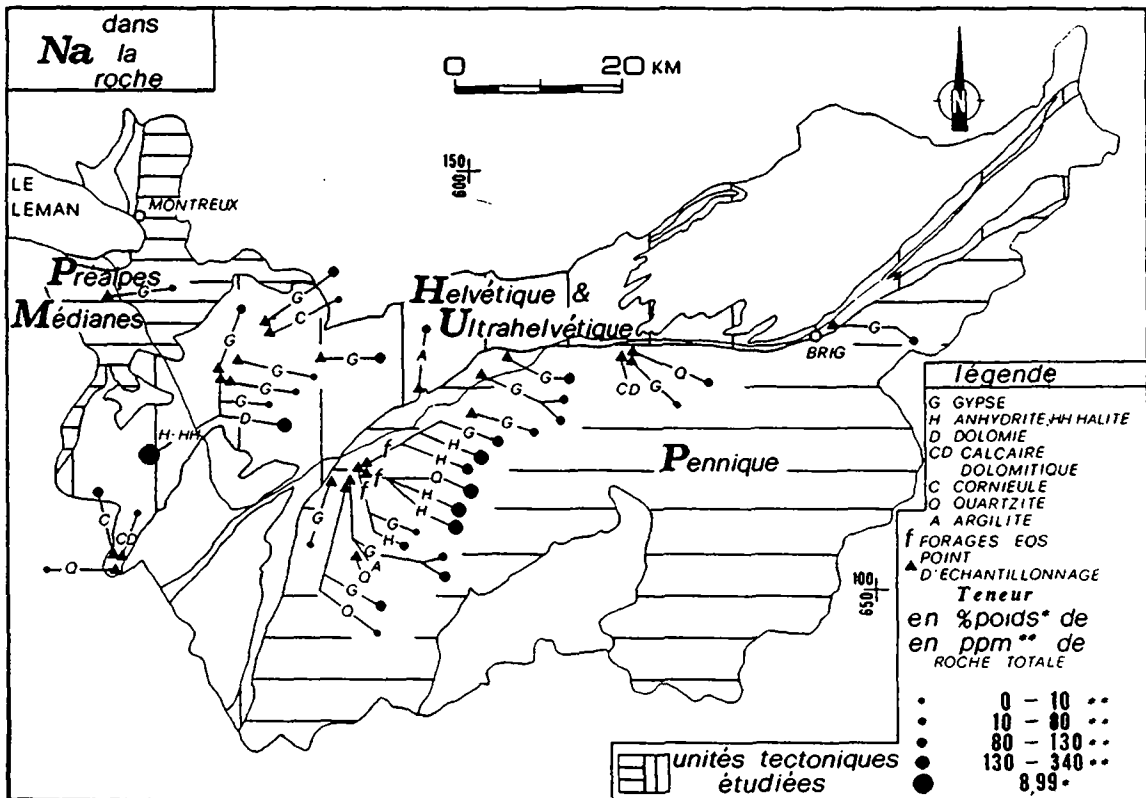 Na dans
la
roche
0 20 KM
N
150
600
LE
LEMAN
MONTREUX
Préalpes
Médianes
Helvétique &
Ultrahelvétique
BRIG
Pennique
G
G
C
G
G
G
G
D
H-HH
C
CD
Q
G
A
G
G
CD
G
Q
G
G
G
H
H
Q
H
H
f
f
f
G
H
G
G
A
Q
G
Q
100
650
légende
G GYPSE
H ANHYDRITE, HH HALITE
D DOLOMIE
CD CALCAIRE
DOLOMITIQUE
C CORNIEULE
Q QUARTZITE
A ARGILITE
f FORAGES EOS
POINT
D'ECHANTILLONNAGE
Teneur
en %poids* de
en ppm** de
ROCHE TOTALE
0 - 10 **
10 - 80 **
80 - 130 **
130 - 340 **
8,99 *
unités tectoniques
étudiées